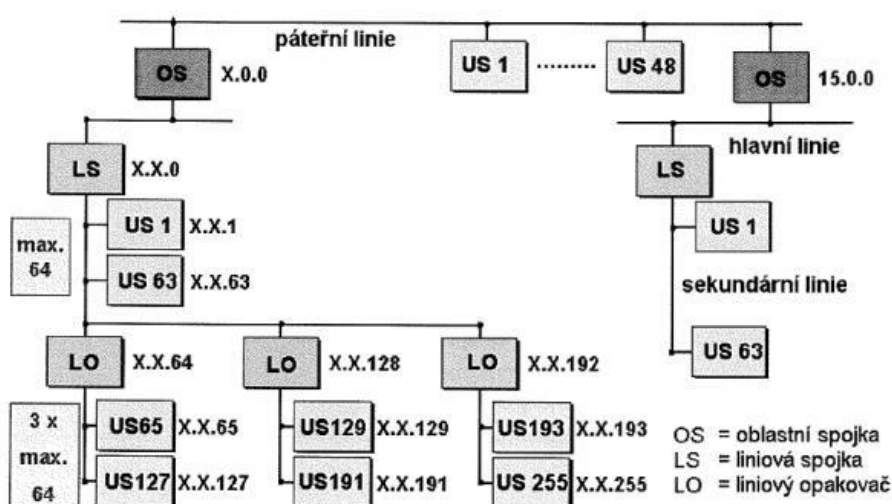 páteřní linie
OS X.0.0
US 1 ........ US 48
OS 15.0.0
hlavní linie
LS X.X.0
LS
US 1 X.X.1
US 1
max.
64
US 63 X.X.63
sekundární linie
US 63
LO X.X.64
LO X.X.128
LO X.X.192
3 x
max.
64
US65 X.X.65
US129 X.X.129
US193 X.X.193
US127 X.X.127
US191 X.X.191
US 255 X.X.255
OS = oblastní spojka
LS = liniová spojka
LO = liniový opakovač